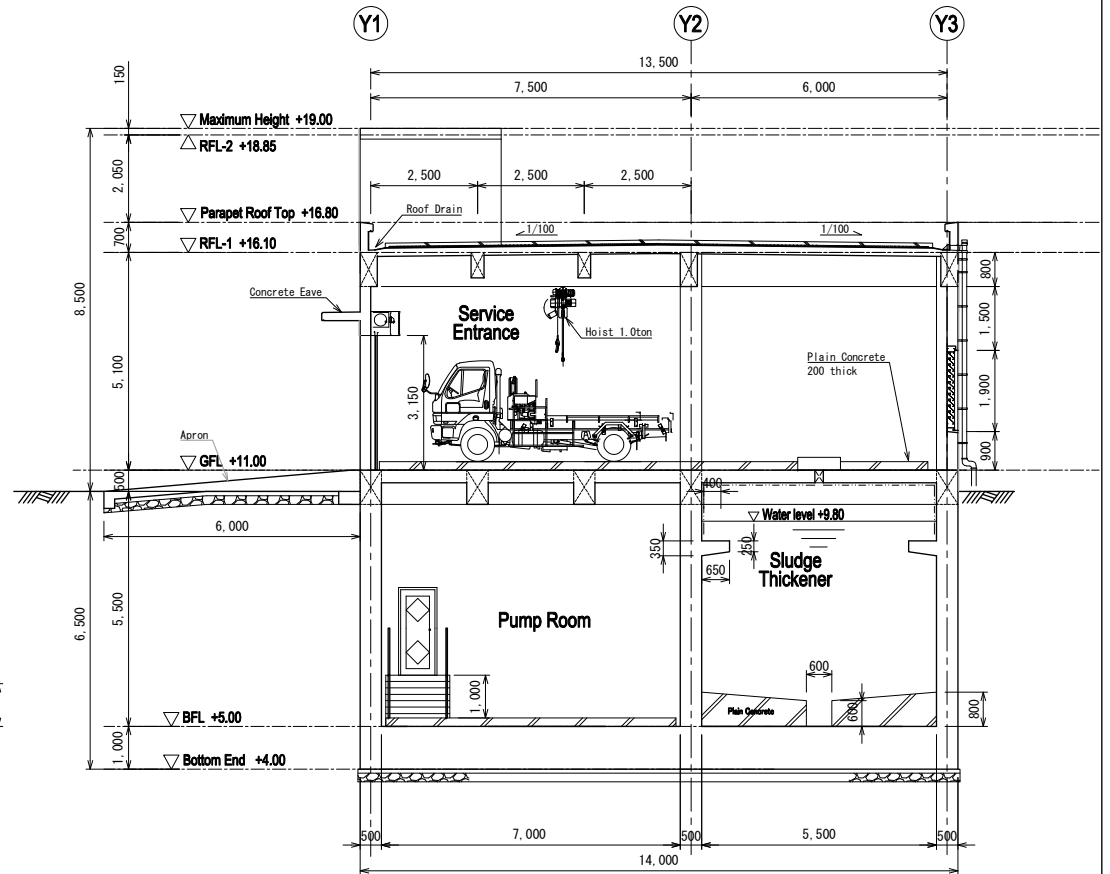 Y1
Y2
Y3
13,500
7,500
6,000
150
Maximum Height +19.00
RFL-2 +18.85
2,050
2,500
2,500
2,500
Parapet Roof Top +16.80
Roof Drain
700
RFL-1 +16.10
1/100
1/100
8,500
800
Concrete Eave
Service
Entrance
Hoist 1.0ton
1,500
5,100
3,150
Plain Concrete
200 thick
1,900
Apron
900
GFL +11.00
500
400
6,000
Water level +9.80
350
250
650
Sludge
Thickener
6,500
5,500
Pump Room
600
1,000
Plain Concrete
600
800
BFL +5.00
1,000
Bottom End +4.00
500
7,000
500
5,500
500
14,000